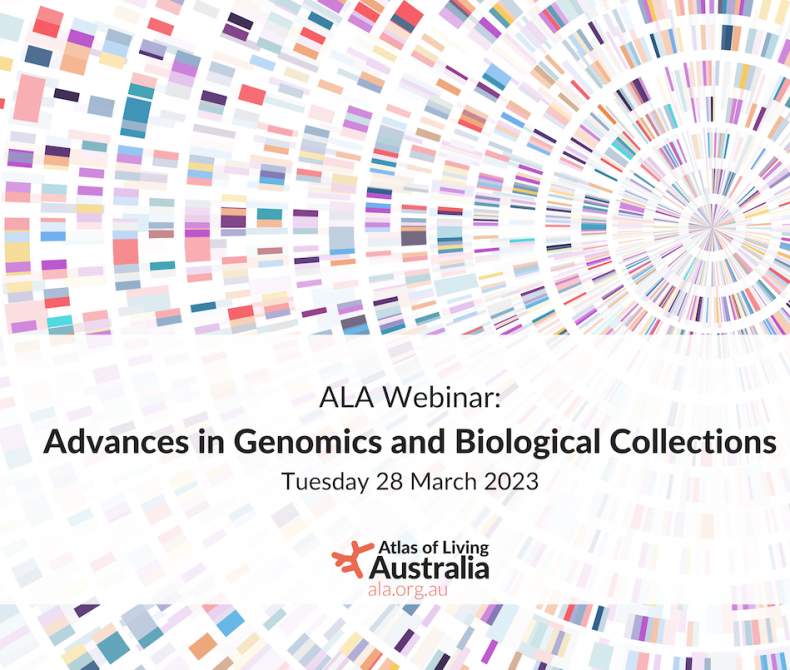 ALA Webinar:
Advances in Genomics and Biological Collections
Tuesday 28 March 2023
Atlas of Living
Australia
ala.org.au